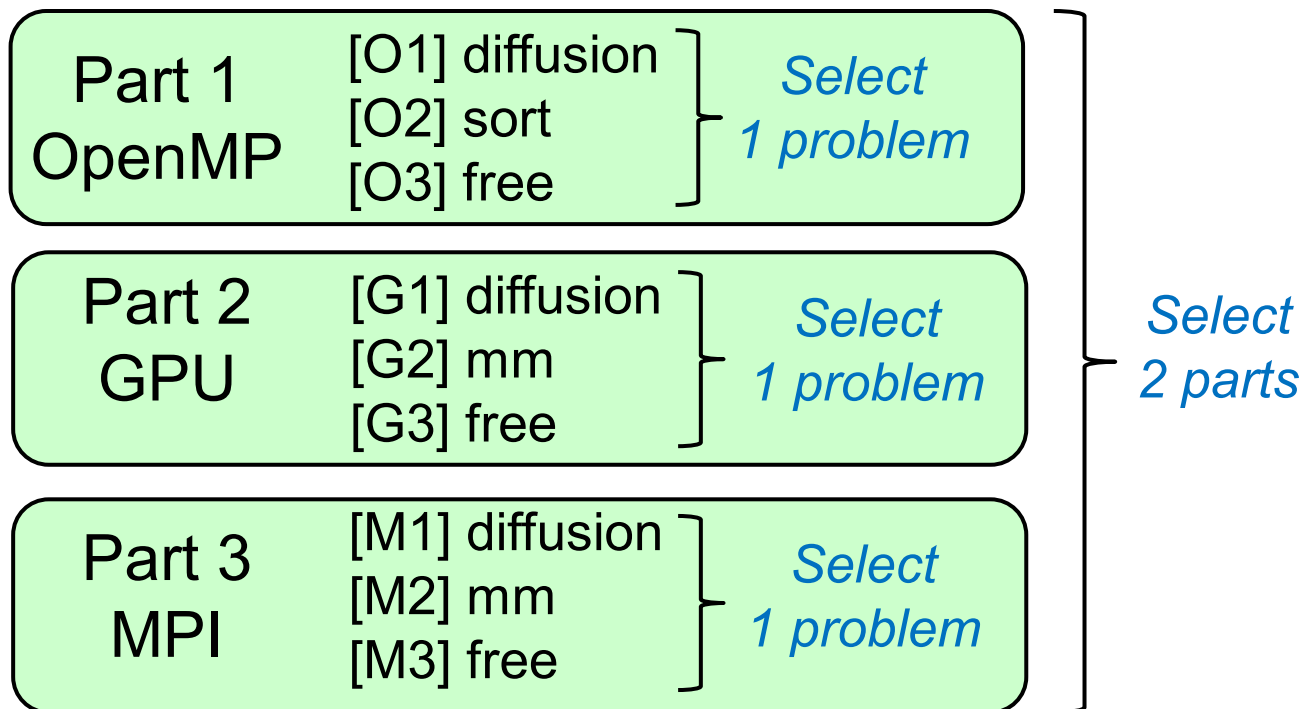 Part 1
OpenMP
[O1] diffusion
[O2] sort
[O3] free
Select
1 problem
Part 2
GPU
[G1] diffusion
[G2] mm
[G3] free
Select
1 problem
Part 3
MPI
[M1] diffusion
[M2] mm
[M3] free
Select
1 problem
Select
2 parts